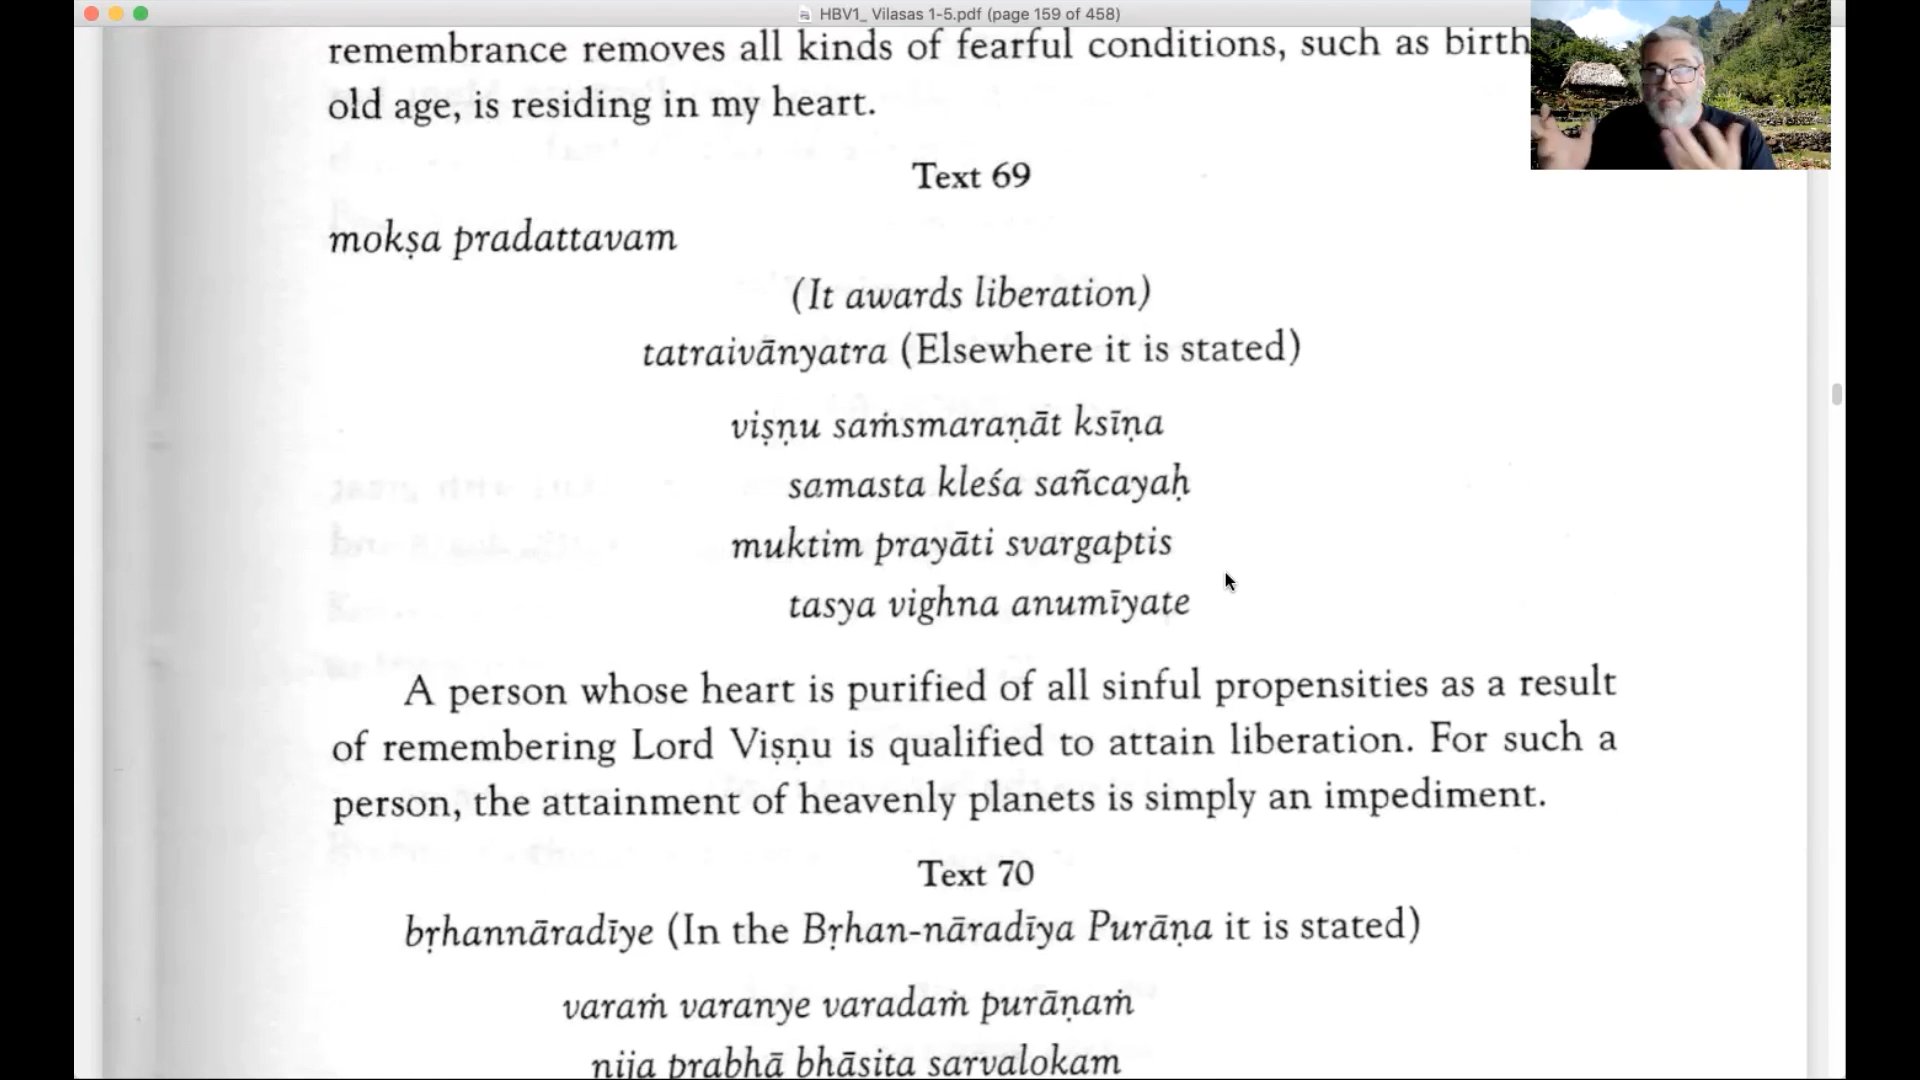 HBV1_ Vilasas 1-5.pdf (page 159 of 458)
remembrance removes all kinds of fearful conditions, such as birth
old age, is residing in my heart.
Text 69
mokṣa pradattavam
(It awards liberation)
tatraivānyatra (Elsewhere it is stated)
viṣṇu saṁsmaraṇāt ksīṇa
samasta kleśa sañcayaḥ
muktim prayāti svargaptis
tasya vighna anumīyate
A person whose heart is purified of all sinful propensities as a result
of remembering Lord Viṣṇu is qualified to attain liberation. For such a
person, the attainment of heavenly planets is simply an impediment.
Text 70
bṛhannāradīye (In the Bṛhan-nāradīya Purāṇa it is stated)
varaṁ varanye varadaṁ purāṇaṁ
nija prabhā bhāsita sarvalokam